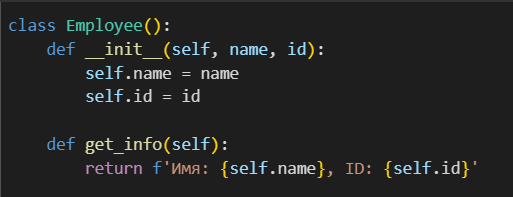 class Employee():
    def __init__(self, name, id):
        self.name = name
        self.id = id

    def get_info(self):
        return f'Имя: {self.name}, ID: {self.id}'